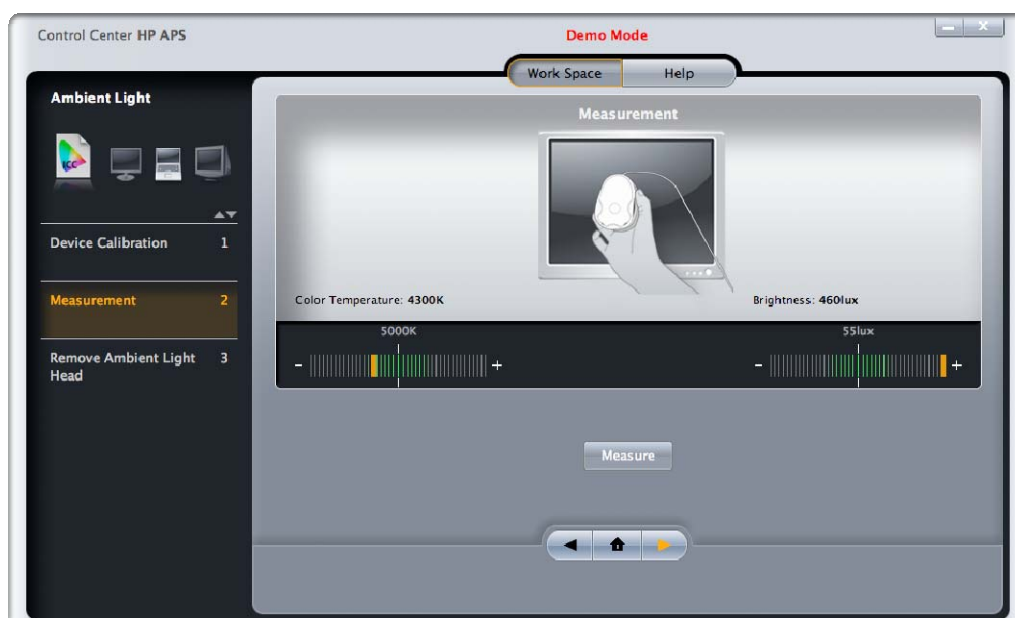 Control Center HP APS
Demo Mode
Work Space
Help
Ambient Light
ICC
Device Calibration 1
Measurement 2
Remove Ambient Light 3
Head
Measurement
Color Temperature: 4300K
Brightness: 460lux
5000K
55lux
- +
- +
Measure